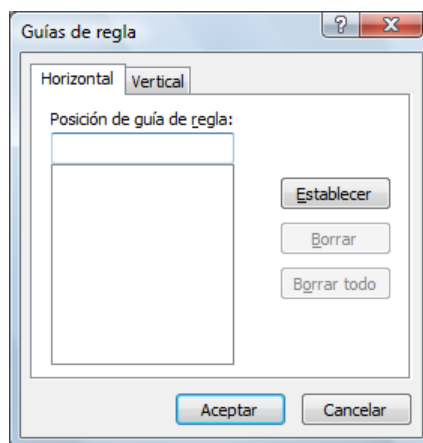 Guías de regla
Horizontal Vertical
Posición de guía de regla:
Establecer
Borrar
Borrar todo
Aceptar Cancelar